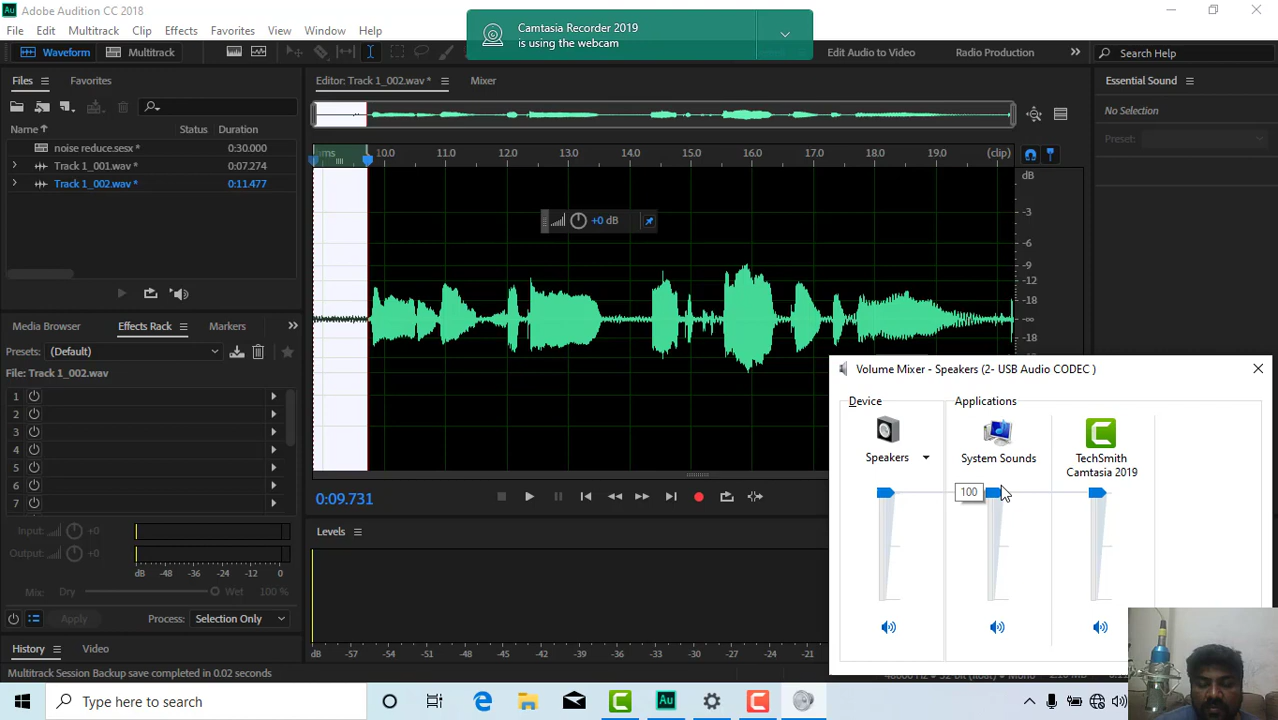 Au Adobe Audition CC 2018
File Edit Multitrack Clip Effects Favorites View Window Help
Camtasia Recorder 2019
is using the webcam
Waveform Multitrack
Edit Audio to Video Radio Production Search Help
Files Favorites
Name Status Duration
noise reduce.sesx * 0:30.000
Track 1_001.wav * 0:07.274
Track 1_002.wav * 0:11.477
Editor: Track 1_002.wav * Mixer
hms 10.0 11.0 12.0 13.0 14.0 15.0 16.0 17.0 18.0 19.0 (clip)
dB
-3
-6
-9
-12
-18
-∞
-18
+0 dB
Essential Sound
No Selection
Preset:
Media Browser Effects Rack Markers
Presets: (Default)
File: Track 1_002.wav
1
2
3
4
5
6
7
Input: +0
Output: +0
dB -48 -36 -24 -12 0
Mix: Dry Wet 100 %
Apply Process: Selection Only
History Video
Multitrack Session Backup save completed in 0.02 seconds
0:09.731
Levels
dB -57 -54 -51 -48 -45 -42 -39 -36 -33 -30 -27 -24 -21
Volume Mixer - Speakers (2- USB Audio CODEC )
Device Applications
Speakers System Sounds TechSmith
Camtasia 2019
100
Type here to search
Au